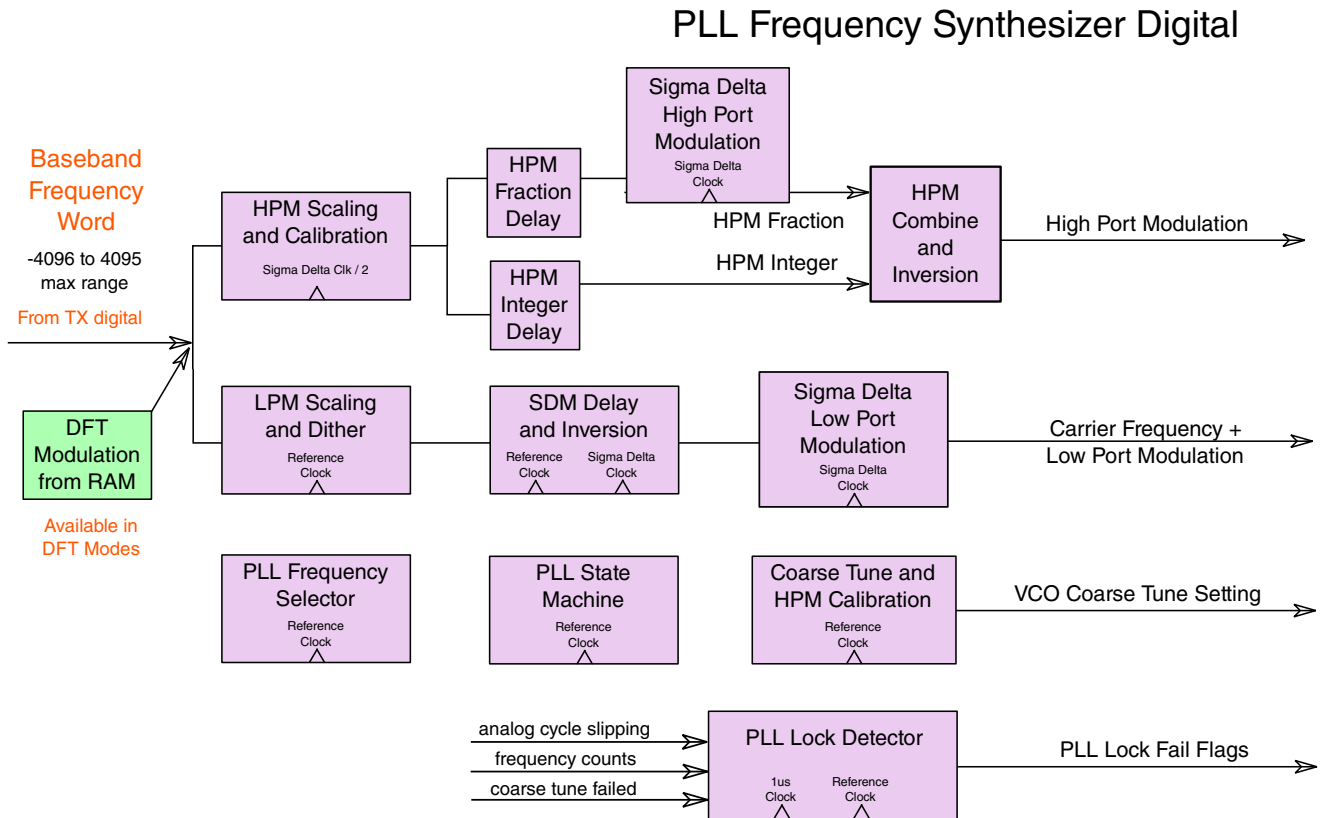 PLL Frequency Synthesizer Digital
Baseband
Frequency
Word
-4096 to 4095
max range
From TX digital
DFT
Modulation
from RAM
Available in
DFT Modes
HPM Scaling
and Calibration
Sigma Delta Clk / 2
HPM
Fraction
Delay
HPM
Integer
Delay
Sigma Delta
High Port
Modulation
Sigma Delta
Clock
HPM Fraction
HPM Integer
HPM
Combine
and
Inversion
High Port Modulation
LPM Scaling
and Dither
Reference
Clock
SDM Delay
and Inversion
Reference
Clock
Sigma Delta
Clock
Sigma Delta
Low Port
Modulation
Sigma Delta
Clock
Carrier Frequency +
Low Port Modulation
PLL Frequency
Selector
Reference
Clock
PLL State
Machine
Reference
Clock
Coarse Tune and
HPM Calibration
Reference
Clock
VCO Coarse Tune Setting
analog cycle slipping
frequency counts
coarse tune failed
PLL Lock Detector
1us
Clock
Reference
Clock
PLL Lock Fail Flags